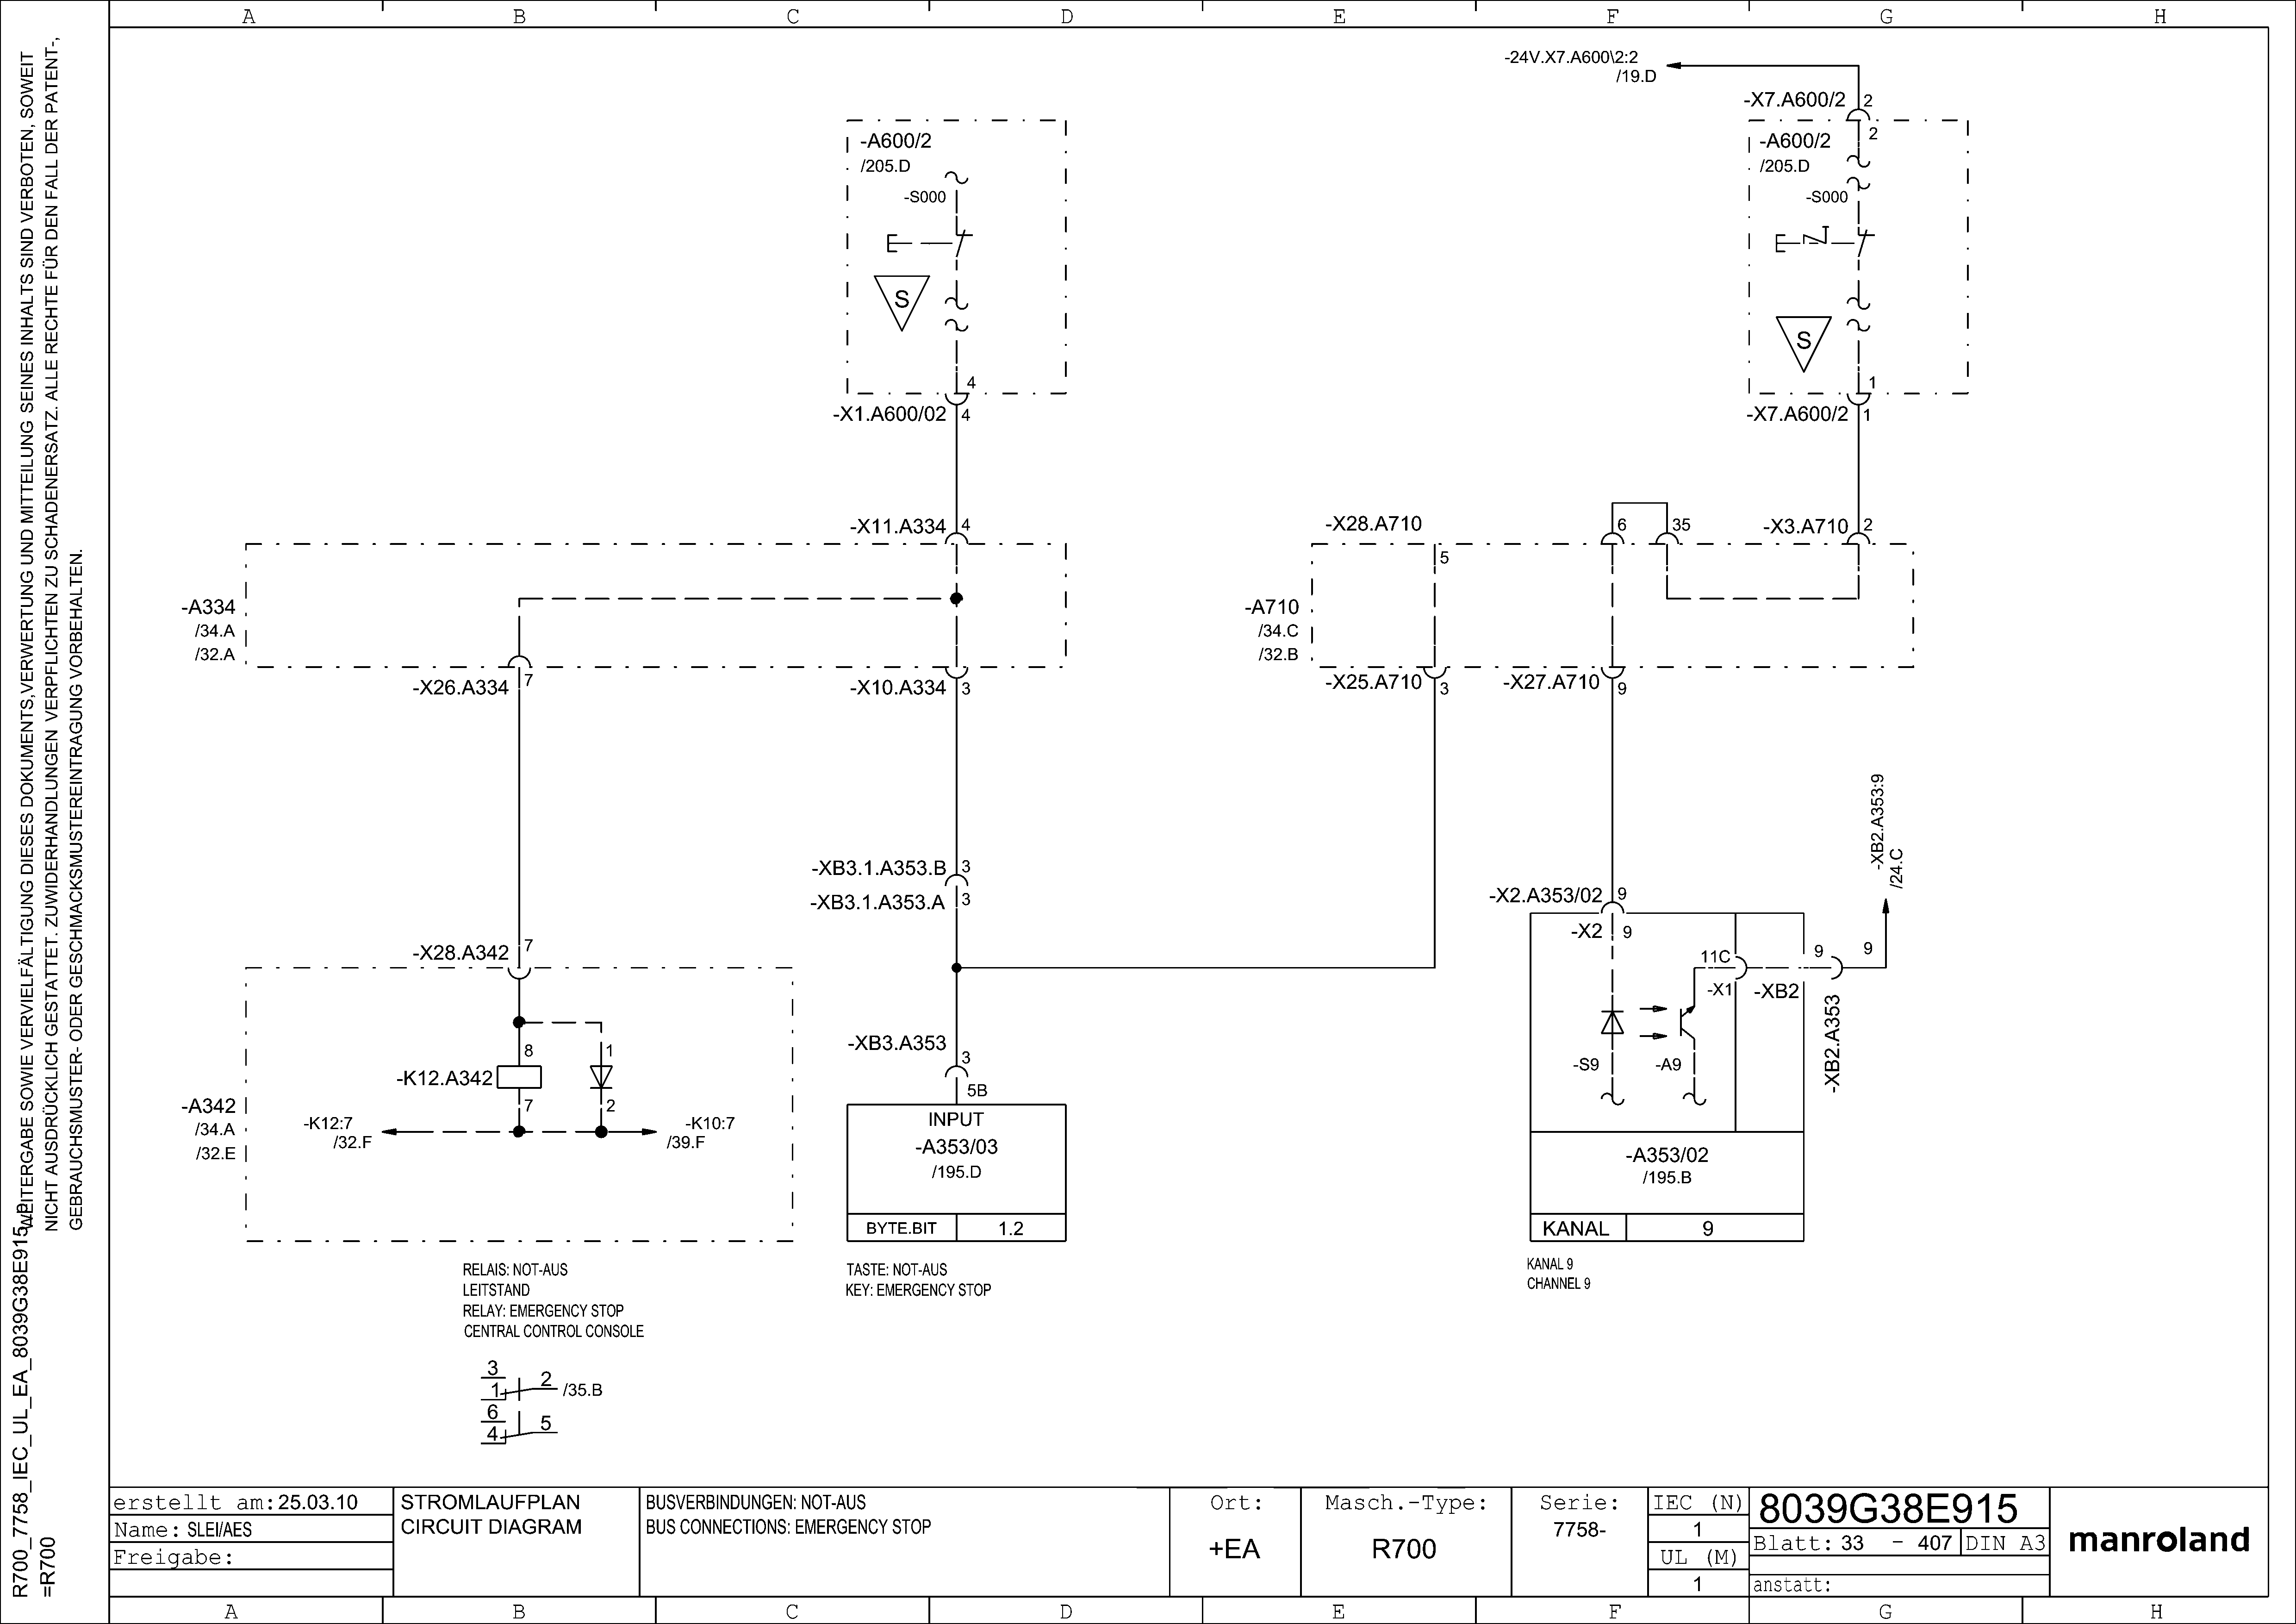 A B C D E F G H
-24V.X7.A600\2:2
/19.D
-X7.A600/2 2
-A600/2
/205.D
-S000
S
4
-X1.A600/02 4
2
-A600/2
/205.D
-S000
S
1
-X7.A600/2 1
-X11.A334 4
-X28.A710
5
6
35
-X3.A710 2
-A334
/34.A
/32.A
-X26.A334 7
-X10.A334 3
-A710
/34.C
/32.B
-X25.A710 3
-X27.A710 9
-XB3.1.A353.B 3
-XB3.1.A353.A 3
-X28.A342 7
-XB2.A353:9
/24.C
-X2.A353/02 9
-X2 9
11C
9
9
-X1
-XB2
-XB2.A353
-S9
-A9
-A353/02
/195.B
KANAL 9
KANAL 9
CHANNEL 9
8
1
-K12.A342
7
2
-A342
/34.A
/32.E
-K12:7
/32.F
-K10:7
/39.F
-XB3.A353
3
5B
INPUT
-A353/03
/195.D
BYTE.BIT 1.2
RELAIS: NOT-AUS
LEITSTAND
RELAY: EMERGENCY STOP
CENTRAL CONTROL CONSOLE
TASTE: NOT-AUS
KEY: EMERGENCY STOP
3
1
2
/35.B
6
4
5
WEITERGABE SOWIE VERVIELFÄLTIGUNG DIESES DOKUMENTS,VERWERTUNG UND MITTEILUNG SEINES INHALTS SIND VERBOTEN, SOWEIT
NICHT AUSDRÜCKLICH GESTATTET. ZUWIDERHANDLUNGEN VERPFLICHTEN ZU SCHADENERSATZ. ALLE RECHTE FÜR DEN FALL DER PATENT-,
GEBRAUCHSMUSTER- ODER GESCHMACKSMUSTEREINTRAGUNG VORBEHALTEN.
=R700
erstellt am: 25.03.10
Name: SLEI/AES
Freigabe:
STROMLAUFPLAN
CIRCUIT DIAGRAM
BUSVERBINDUNGEN: NOT-AUS
BUS CONNECTIONS: EMERGENCY STOP
Ort:
+EA
Masch.-Type:
R700
Serie:
7758-
IEC (N)
1
UL (M)
1
8039G38E915
Blatt: 33 - 407 DIN A3
anstatt:
manroland
A B C D E F G H